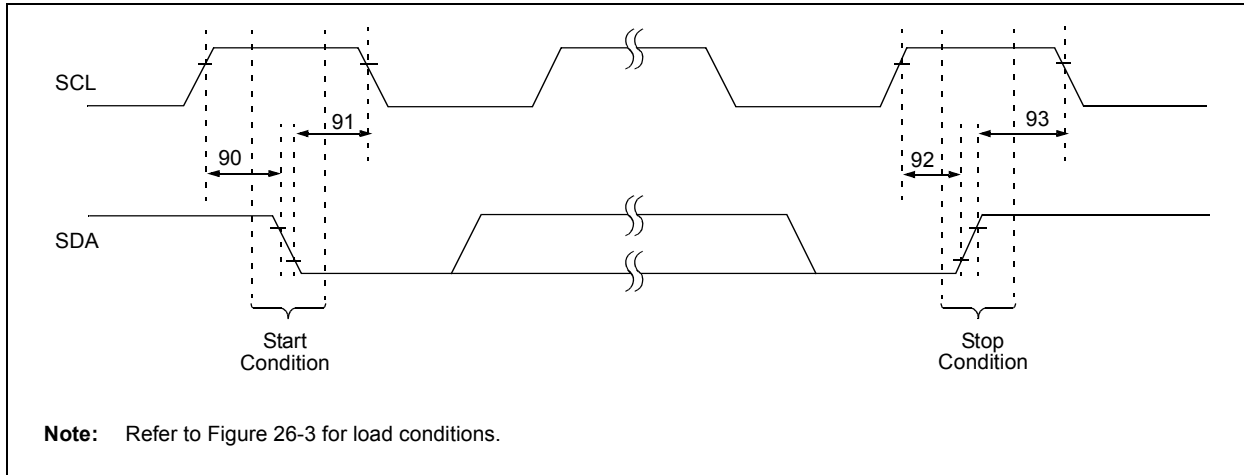 SCL
91
93
90
92
SDA
Start
Condition
Stop
Condition
Note: Refer to Figure 26-3 for load conditions.